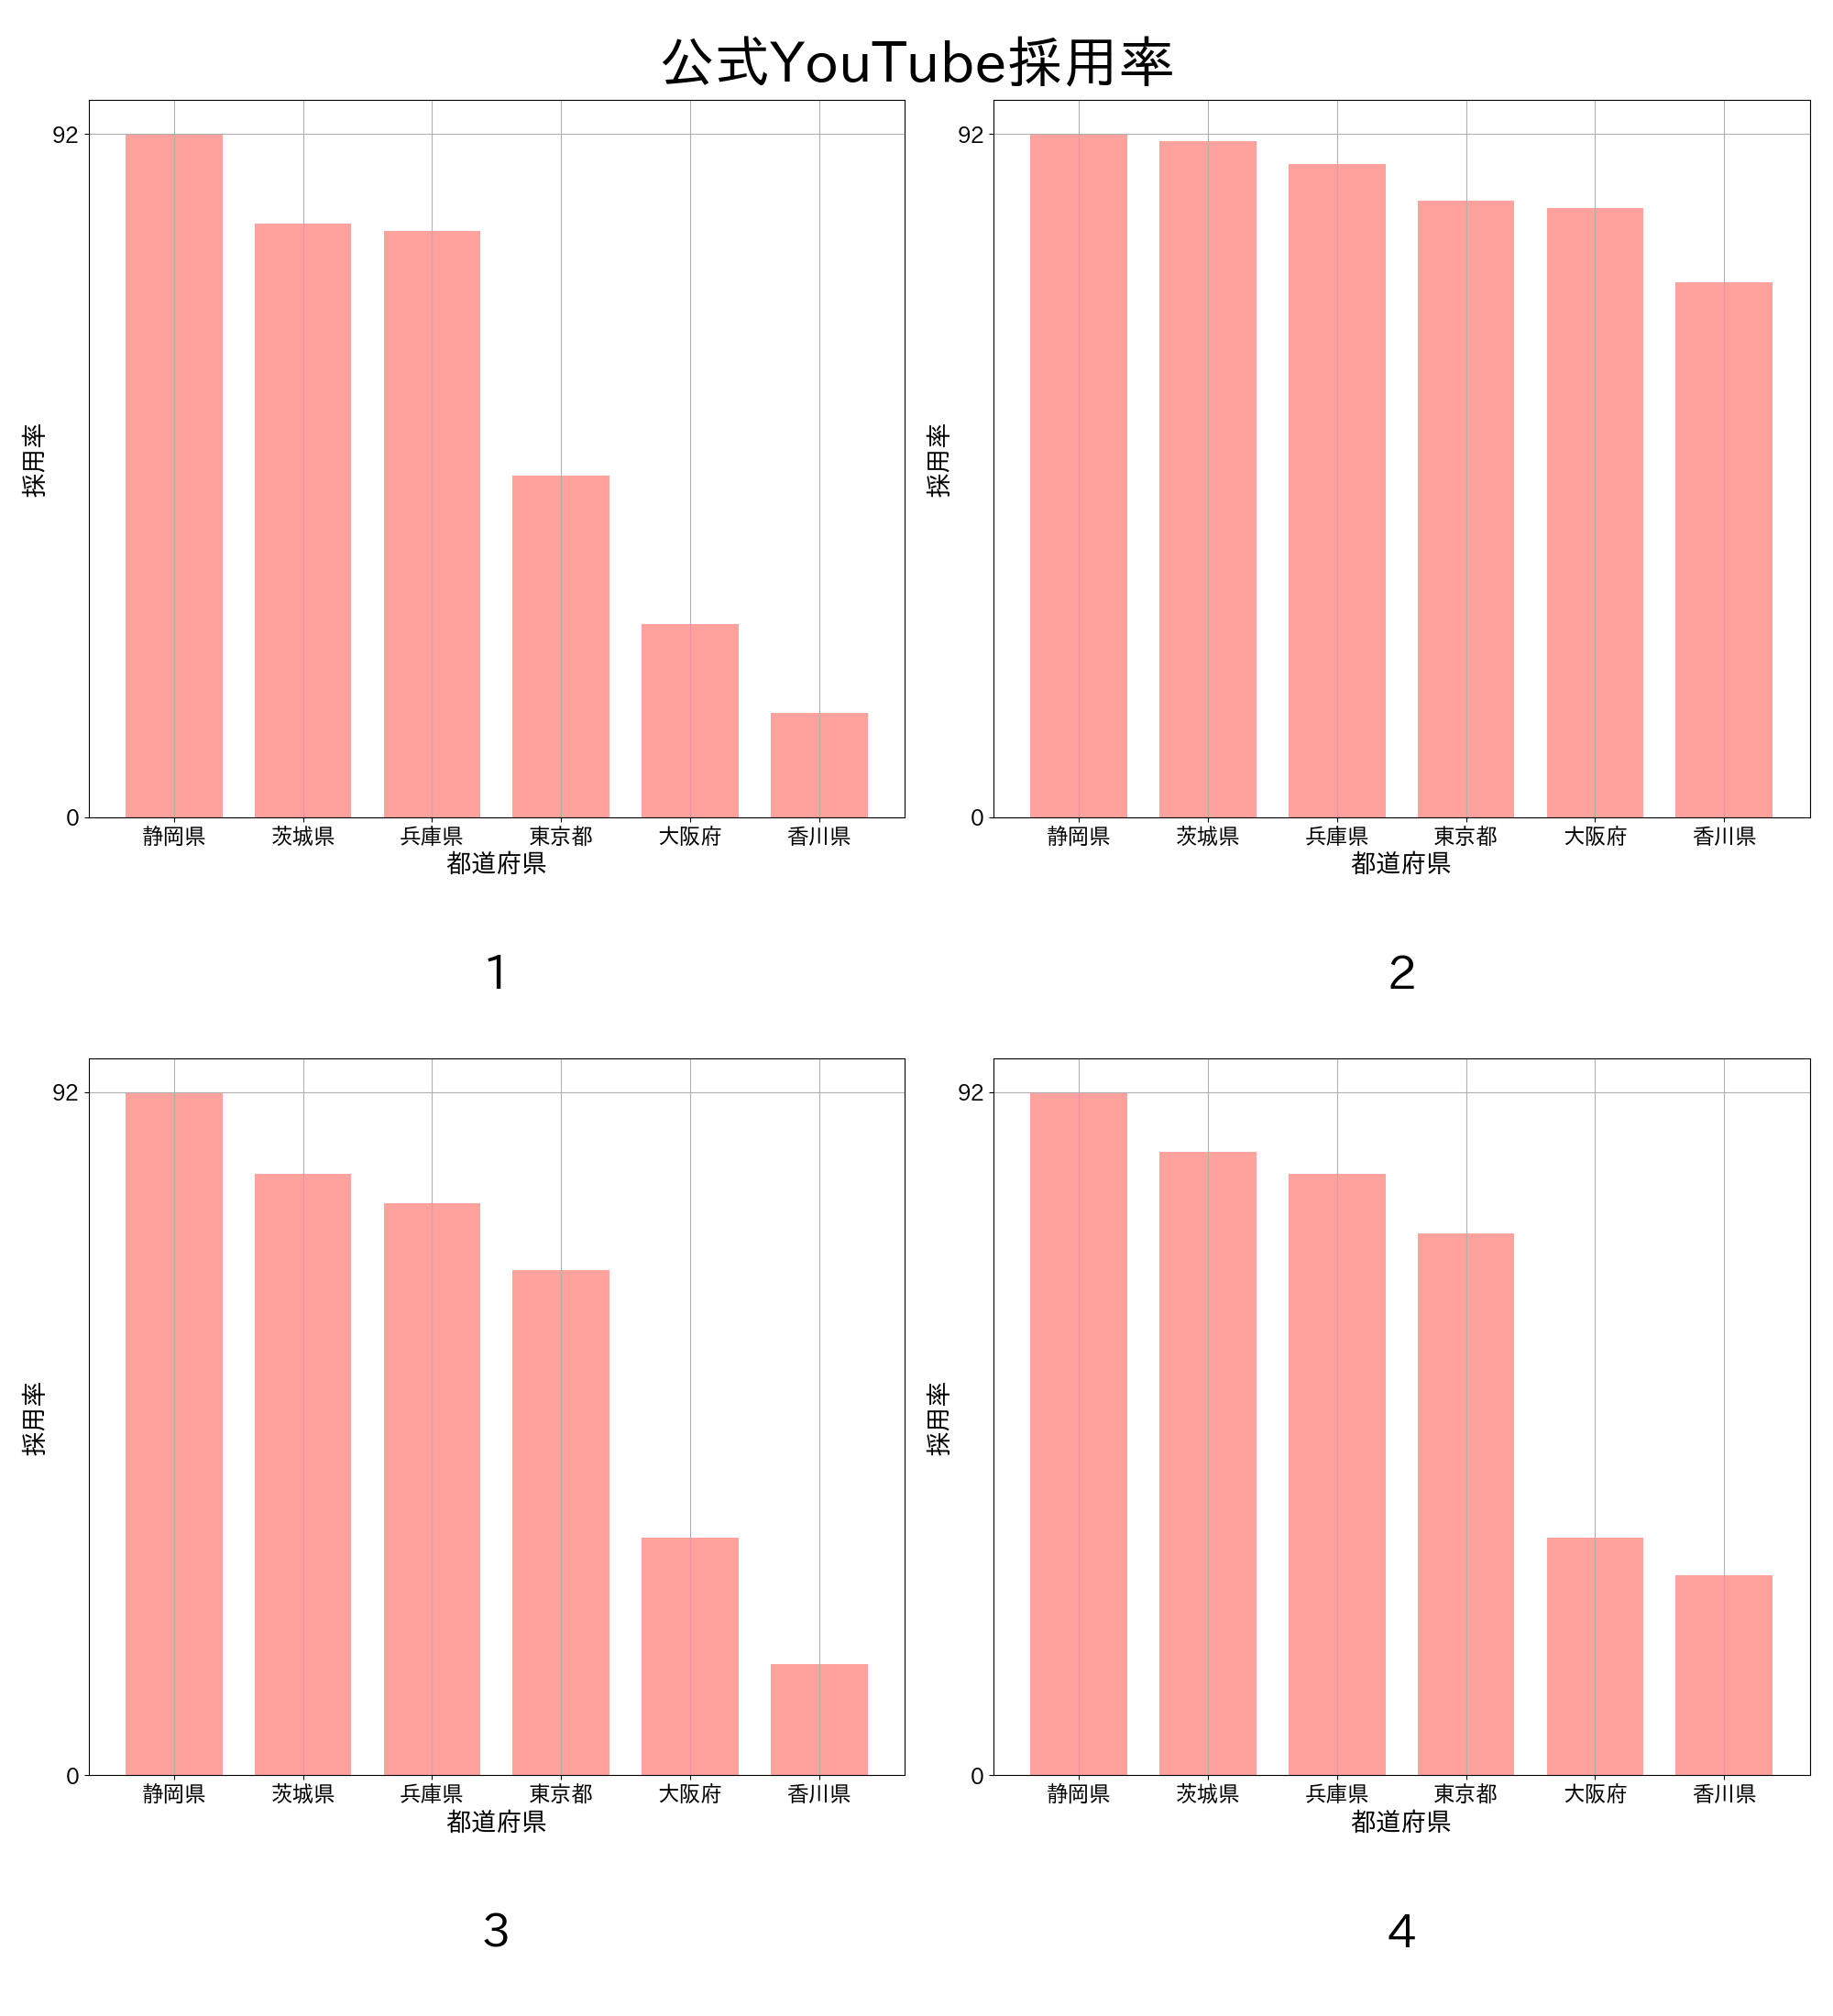 公式YouTube採用率
92
0
採用率
静岡県 茨城県 兵庫県 東京都 大阪府 香川県
都道府県
1
92
0
採用率
静岡県 茨城県 兵庫県 東京都 大阪府 香川県
都道府県
2
92
0
採用率
静岡県 茨城県 兵庫県 東京都 大阪府 香川県
都道府県
3
92
0
採用率
静岡県 茨城県 兵庫県 東京都 大阪府 香川県
都道府県
4